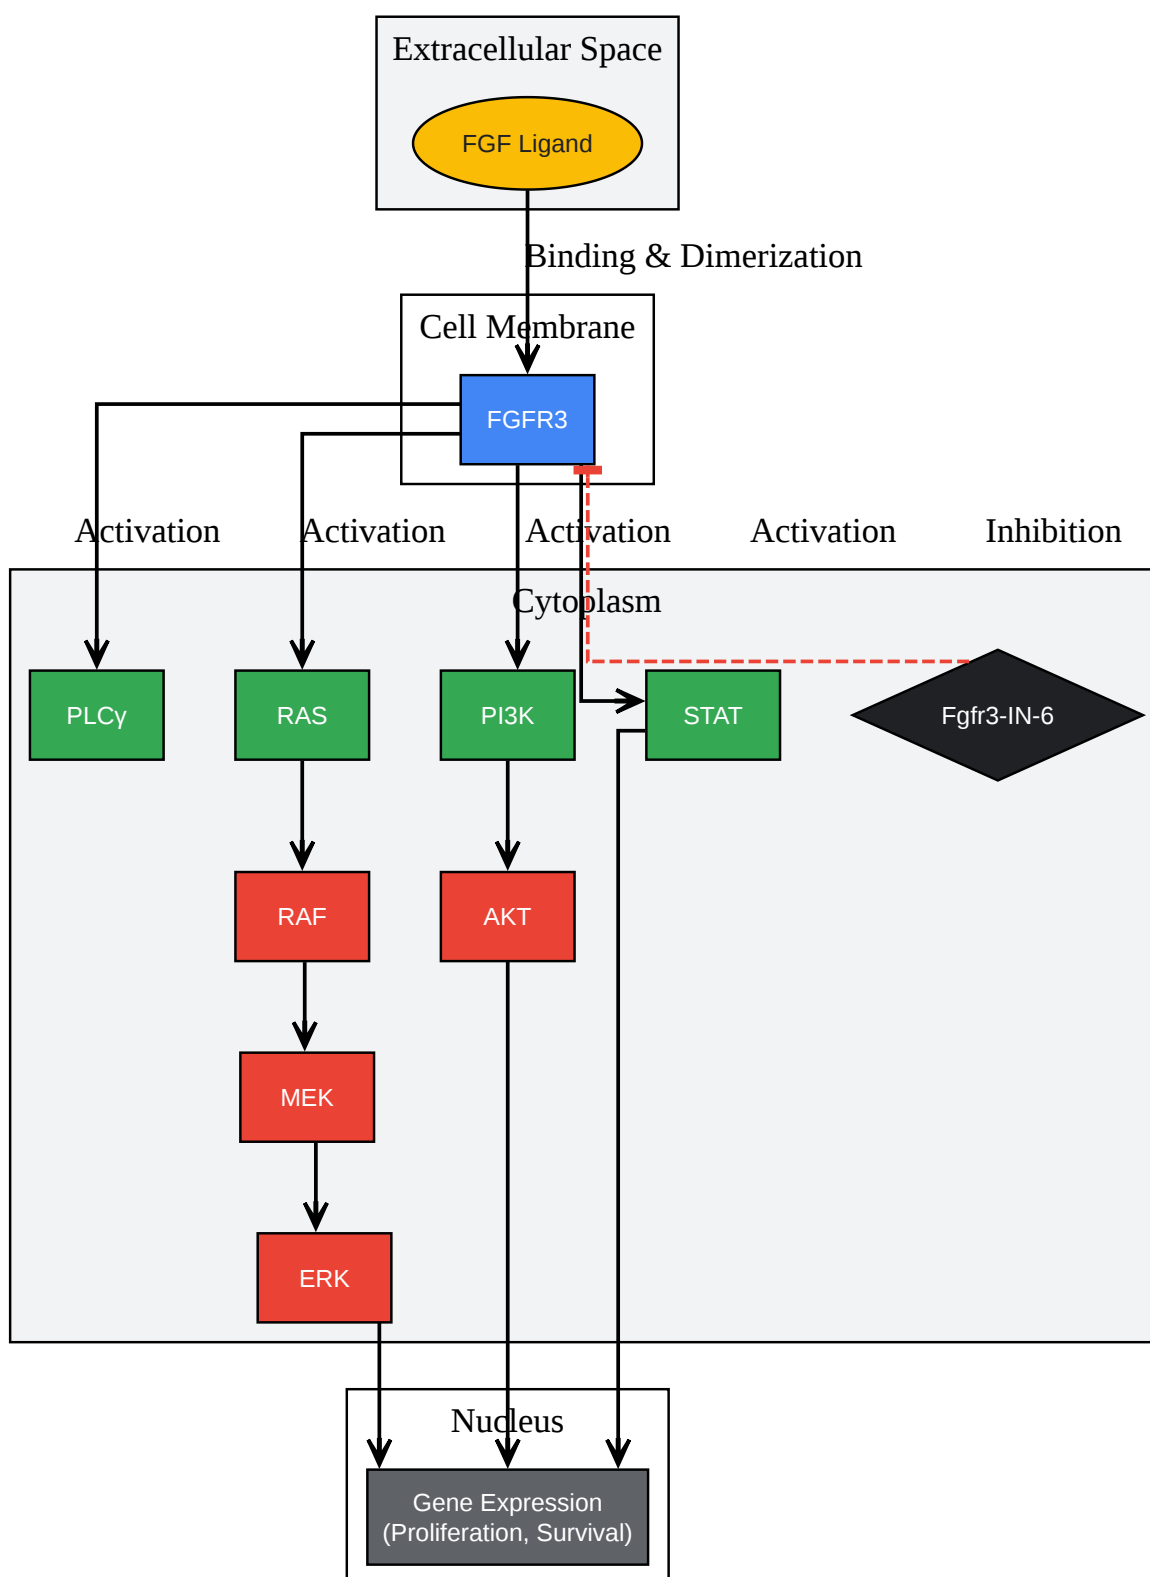 Extracellular Space
FGF Ligand
Binding & Dimerization
Cell Membrane
FGFR3
Activation
Activation
Activation
Activation
Inhibition
Cytoplasm
PLCγ
RAS
PI3K
STAT
Fgfr3-IN-6
RAF
AKT
MEK
ERK
Nucleus
Gene Expression
(Proliferation, Survival)